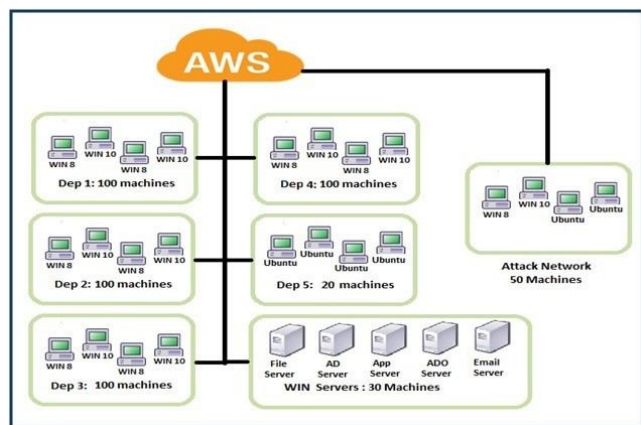 AWS
WIN 8 WIN 10 WIN 8 WIN 10
Dep 1: 100 machines
WIN 8 WIN 10 WIN 8 WIN 10
Dep 4: 100 machines
WIN 8 WIN 10 WIN 8 WIN 10
Dep 2: 100 machines
Ubuntu Ubuntu Ubuntu Ubuntu
Dep 5: 20 machines
WIN 8 WIN 10 WIN 8 WIN 10
Dep 3: 100 machines
File Server
AD Server
App Server
ADO Server
Email Server
WIN Servers : 30 Machines
WIN 8 WIN 10 Ubuntu Ubuntu
Attack Network
50 Machines